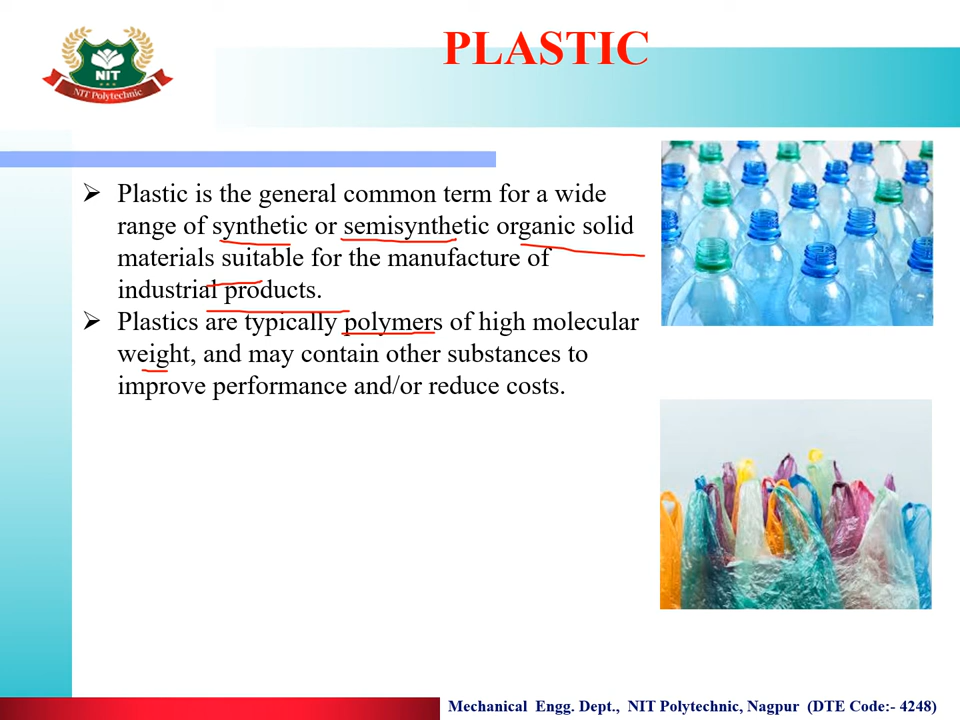 PLASTIC
NIT
NIT Polytechnic
➢ Plastic is the general common term for a wide
range of synthetic or semisynthetic organic solid
materials suitable for the manufacture of
industrial products.
➢ Plastics are typically polymers of high molecular
weight, and may contain other substances to
improve performance and/or reduce costs.
Mechanical Engg. Dept., NIT Polytechnic, Nagpur (DTE Code:- 4248)